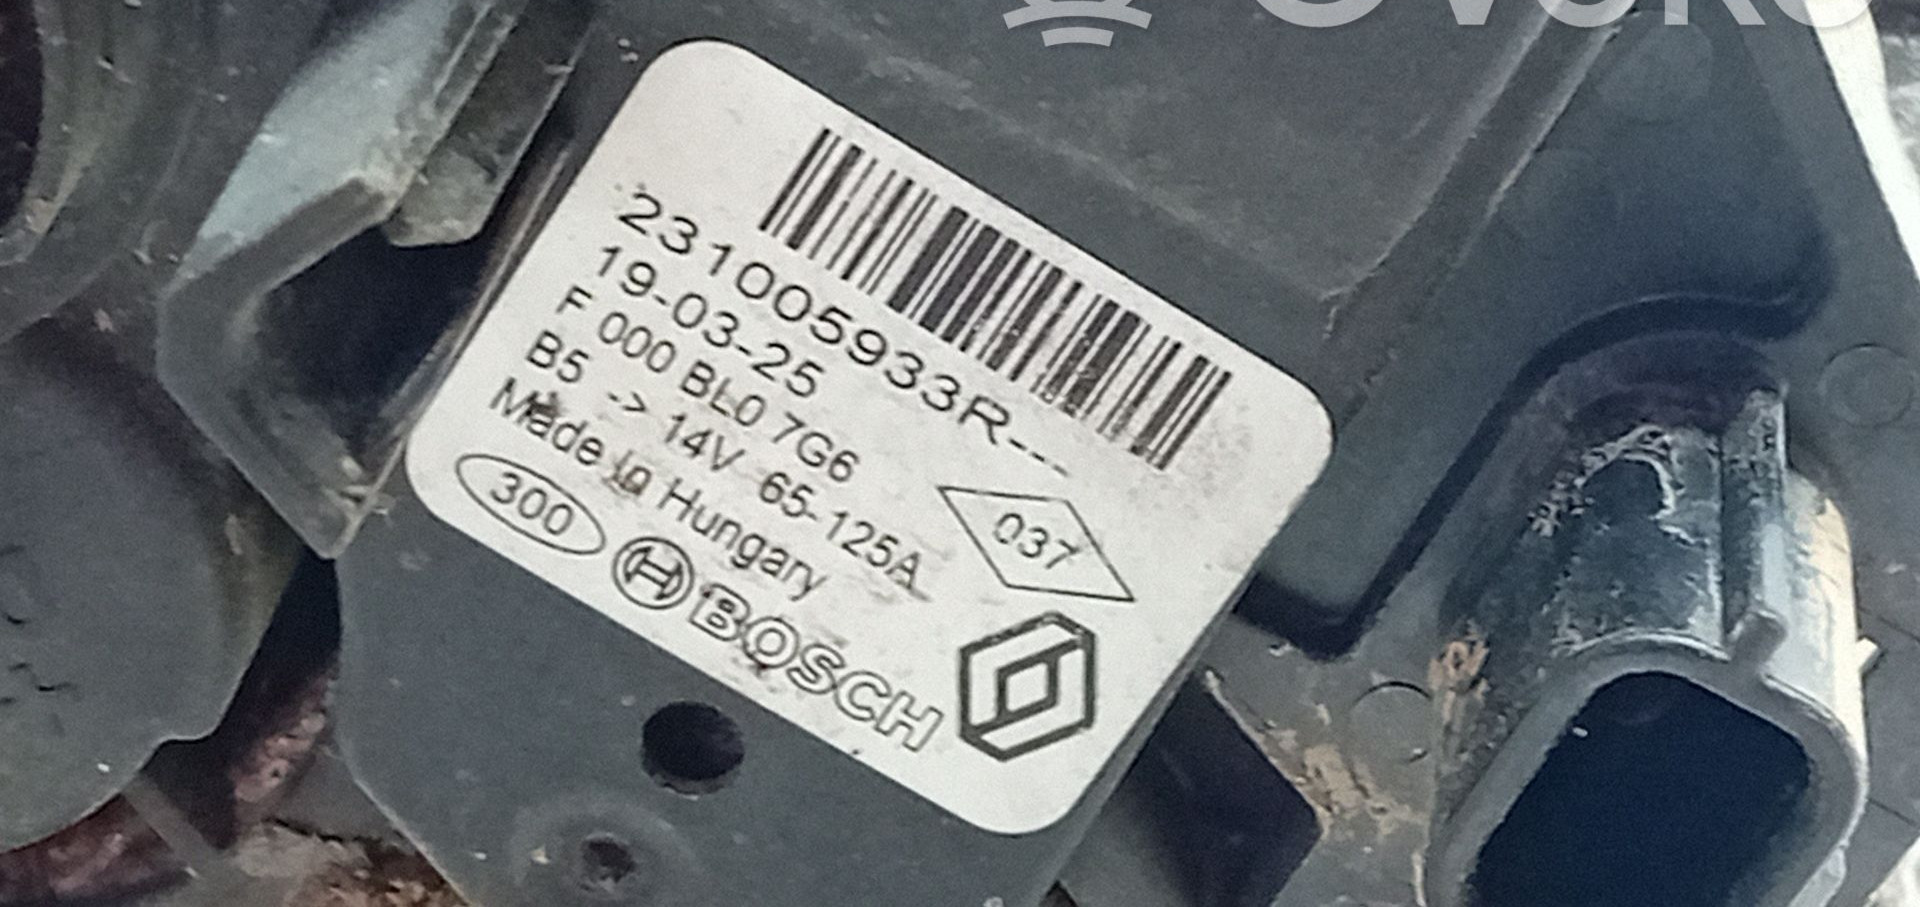 231005933R---
19-03-25
F 000 BL0 7G6
B5 -> 14V 65-125A
Made in Hungary
037
300
BOSCH